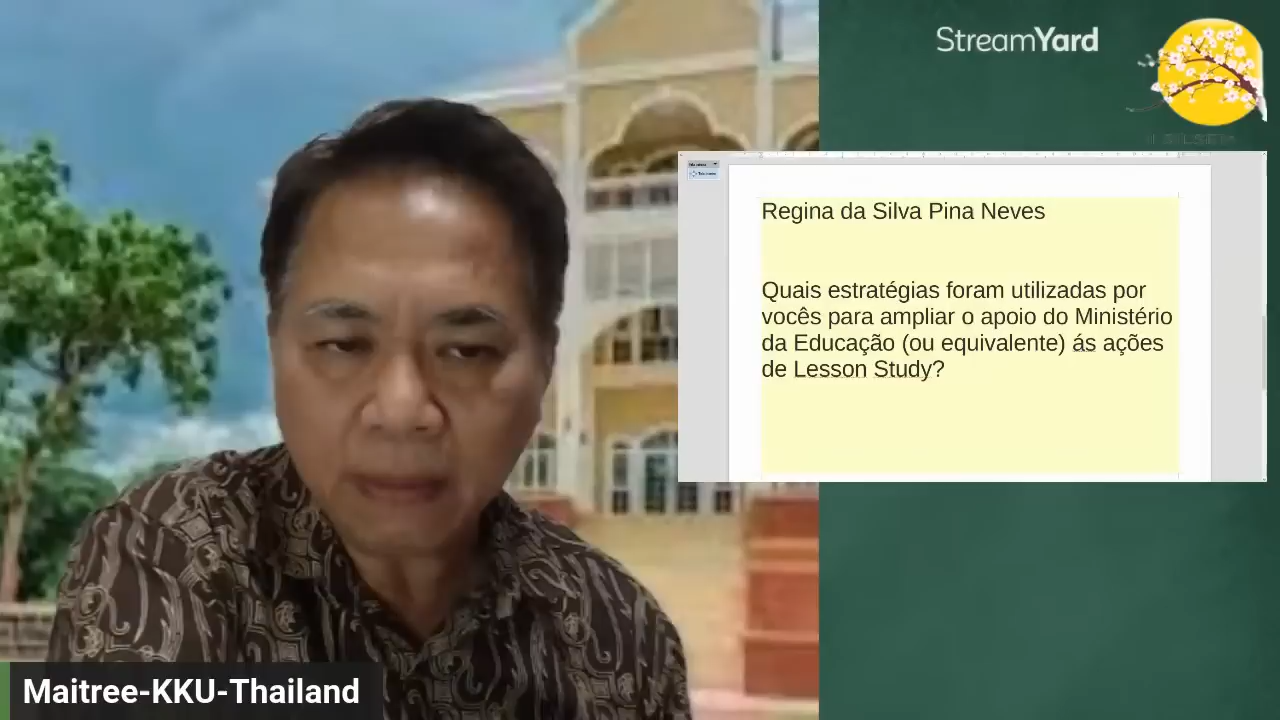 StreamYard
Regina da Silva Pina Neves
Quais estratégias foram utilizadas por
vocês para ampliar o apoio do Ministério
da Educação (ou equivalente) ás ações
de Lesson Study?
Maitree-KKU-Thailand